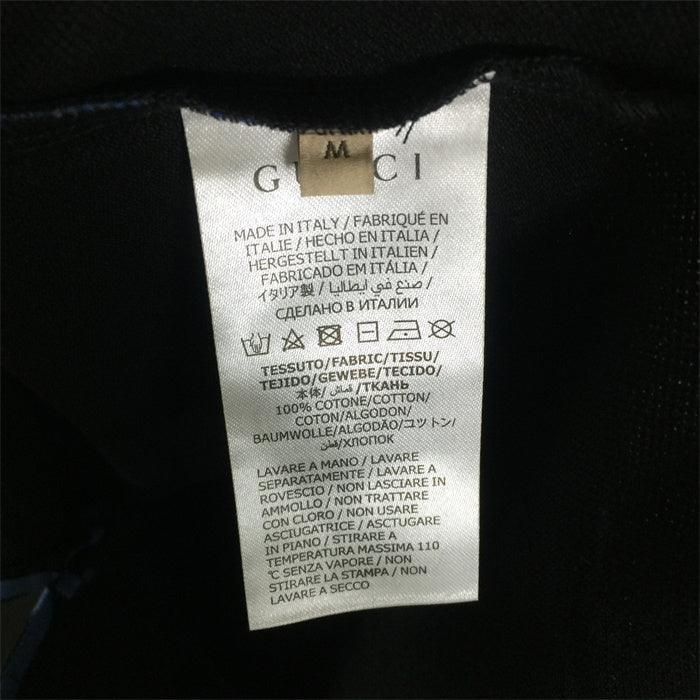 M
GUCCI
MADE IN ITALY / FABRIQUÉ EN
ITALIE / HECHO EN ITALIA /
HERGESTELLT IN ITALIEN /
FABRICADO EM ITÁLIA /
イタリア製 / صنع في ايطاليا /
СДЕЛАНО В ИТАЛИИ
TESSUTO/FABRIC/TISSU/
TEJIDO/GEWEBE/TECIDO/
本体/ قماش /ТКАНЬ
100% COTONE/COTTON/
COTON/ALGODON/
BAUMWOLLE/ALGODÃO/コットン/
قطن/ХЛОПОК
LAVARE A MANO / LAVARE
SEPARATAMENTE / LAVARE A
ROVESCIO / NON LASCIARE IN
AMMOLLO / NON TRATTARE
CON CLORO / NON USARE
ASCIUGATRICE / ASCTUGARE
IN PIANO / STIRARE A
TEMPERATURA MASSIMA 110
°C SENZA VAPORE / NON
STIRARE LA STAMPA / NON
LAVARE A SECCO